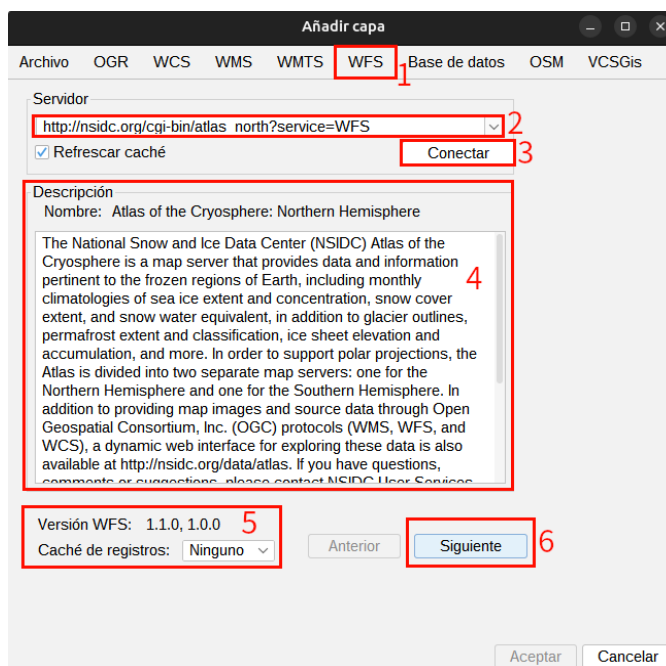 Añadir capa
Archivo OGR WCS WMS WMTS WFS Base de datos OSM VCSGis
1
Servidor
http://nsidc.org/cgi-bin/atlas_north?service=WFS 2
Refrescar caché Conectar 3
Descripción
Nombre: Atlas of the Cryosphere: Northern Hemisphere
The National Snow and Ice Data Center (NSIDC) Atlas of the
Cryosphere is a map server that provides data and information
pertinent to the frozen regions of Earth, including monthly
climatologies of sea ice extent and concentration, snow cover
extent, and snow water equivalent, in addition to glacier outlines,
permafrost extent and classification, ice sheet elevation and
accumulation, and more. In order to support polar projections, the
Atlas is divided into two separate map servers: one for the
Northern Hemisphere and one for the Southern Hemisphere. In
addition to providing map images and source data through Open
Geospatial Consortium, Inc. (OGC) protocols (WMS, WFS, and
WCS), a dynamic web interface for exploring these data is also
available at http://nsidc.org/data/atlas. If you have questions,
comments or suggestions, please contact NSIDC User Services
4
Versión WFS: 1.1.0, 1.0.0 5
Caché de registros: Ninguno Anterior Siguiente 6
Aceptar Cancelar